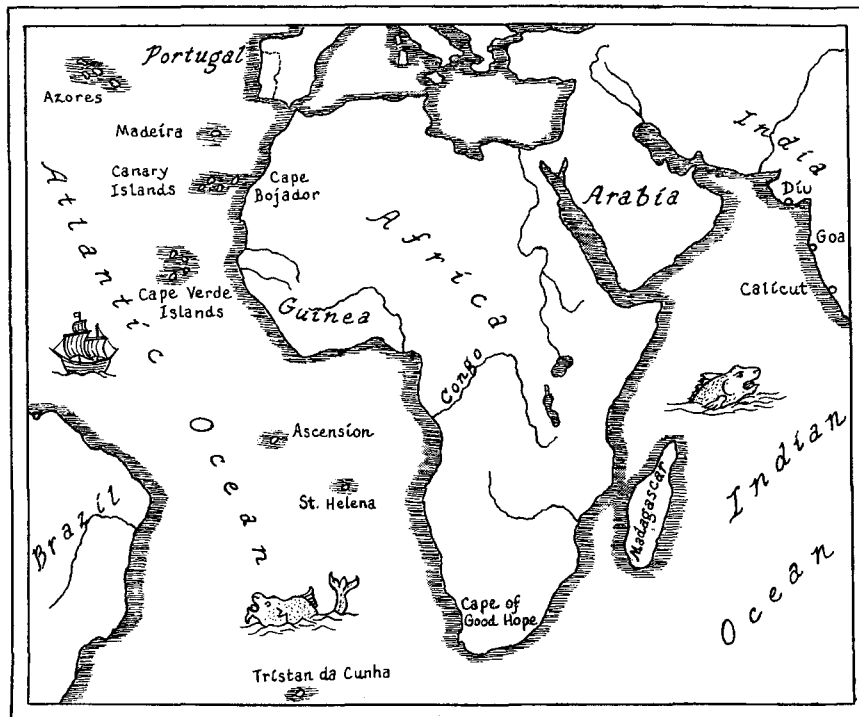 Portugal
Azores
Madeira
Canary
Islands
Cape
Bojador
Atlantic
Ocean
Africa
Arabia
India
Diu
Goa
Calicut
Cape Verde
Islands
Guinea
Congo
Ascension
St. Helena
Brazil
Madagascar
Indian
Ocean
Cape of
Good Hope
Tristan da Cunha